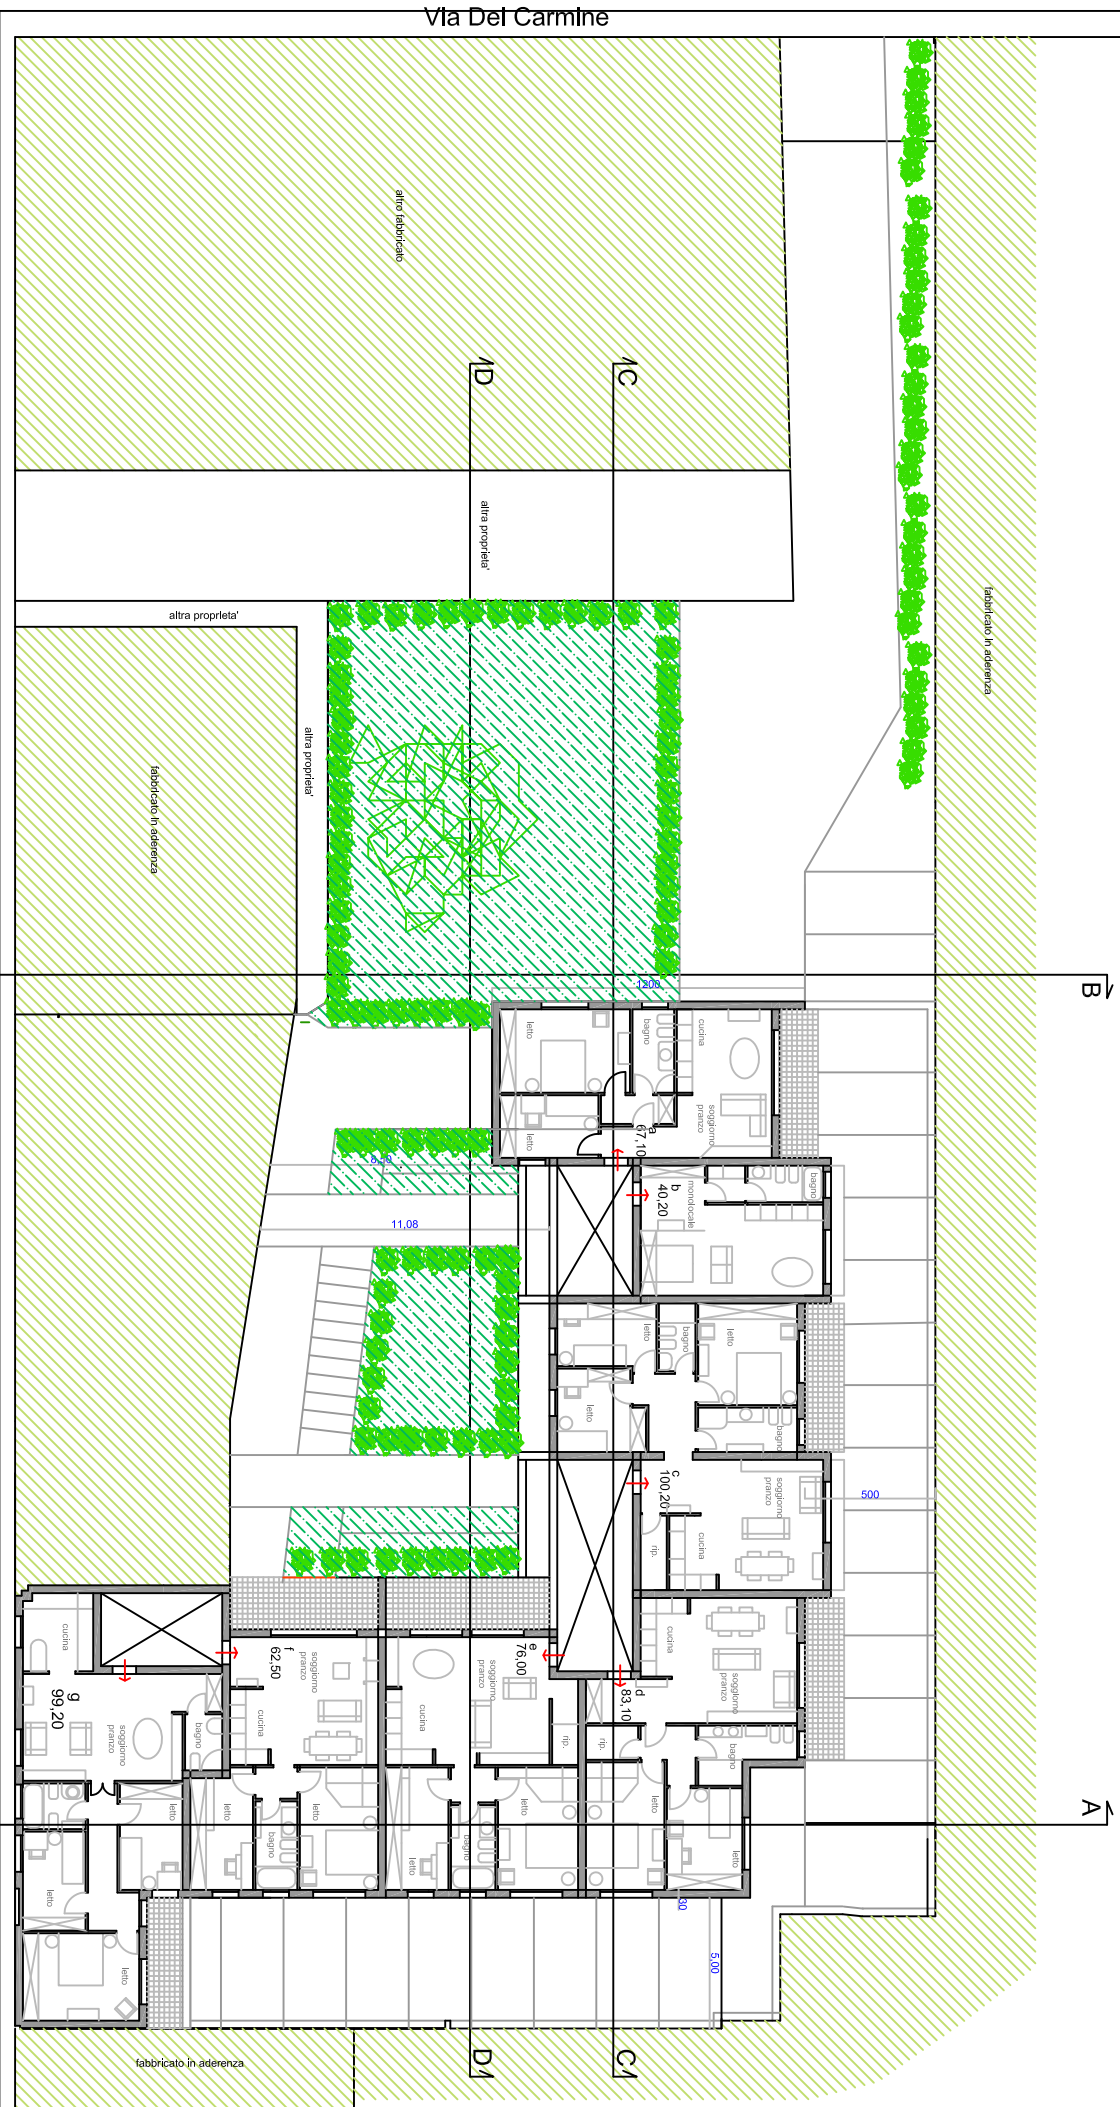 Via Del Carmine
altro fabbricato
D
C
altra proprieta'
altra proprieta'
fabbricato in aderenza
altra proprieta'
fabbricato in aderenza
B
1200
letto
bagno
cucina
soggiorno
pranzo
letto
a
67,10
8,50
11,08
b
40,20
monolocale
bagno
letto
bagno
letto
letto
bagno
c
100,20
soggiorno
pranzo
rip.
cucina
500
cucina
soggiorno
pranzo
d
83,10
rip.
bagno
letto
letto
e
76,00
soggiorno
pranzo
cucina
rip.
letto
bagno
letto
f
62,50
soggiorno
pranzo
cucina
letto
bagno
letto
cucina
g
99,20
soggiorno
pranzo
bagno
letto
letto
letto
A
30
5,00
fabbricato in aderenza
D
C